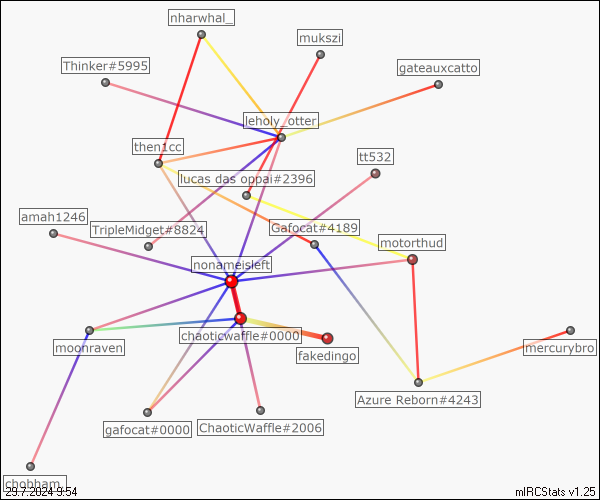 nharwhal_
mukszi
Thinker#5995
gateauxcatto
leholy_otter
then1cc
tt532
lucas das oppai#2396
amah1246
TripleMidget#8824
Gafocat#4189
motorthud
nonameisleft
chaoticwaffle#0000
moonraven
fakedingo
mercurybro
Azure Reborn#4243
gafocat#0000
ChaoticWaffle#2006
chohham_
29.7.2024 9:54
mIRCStats v1.25